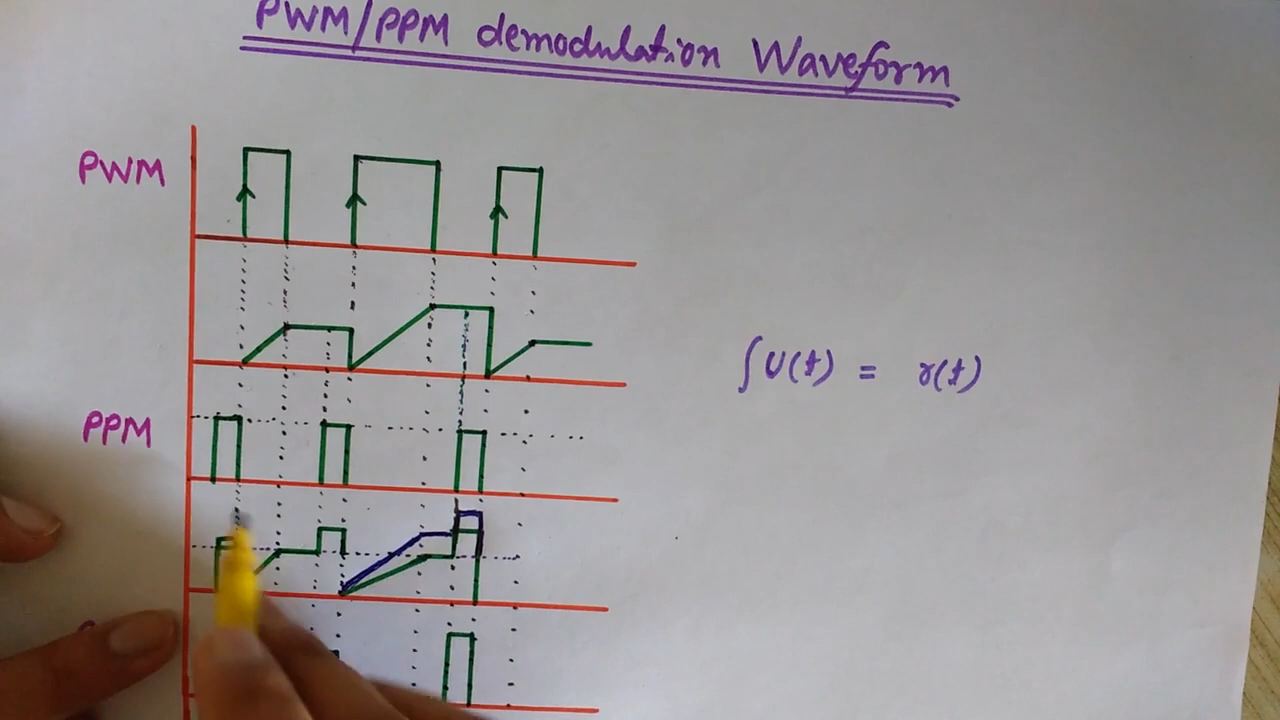 PWM/PPM demodulation Waveform
PWM
∫U(t) = r(t)
PPM